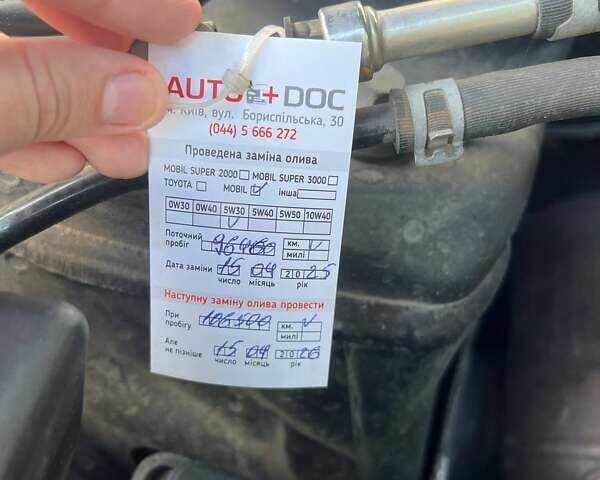 AUTO+DOC
м. Київ, вул. Бориспільська, 30
(044) 5 666 272
Проведена заміна олива
MOBIL SUPER 2000 MOBIL SUPER 3000
TOYOTA MOBIL інша
0W30 0W40 5W30 5W40 5W50 10W40
Поточний пробіг км.
милі
Дата заміни 15 04 2025
число місяць рік
Наступну заміну олива провести
При пробігу 106500 км.
милі
Але не пізніше 15 04 2026
число місяць рік